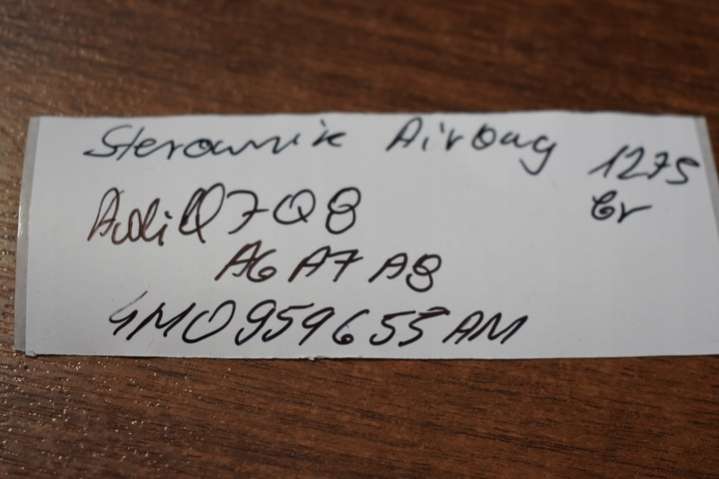 Sterownik Airbag
1275
Gr
Audi Q7 Q8
A6 A7 A8
4M0959655AM